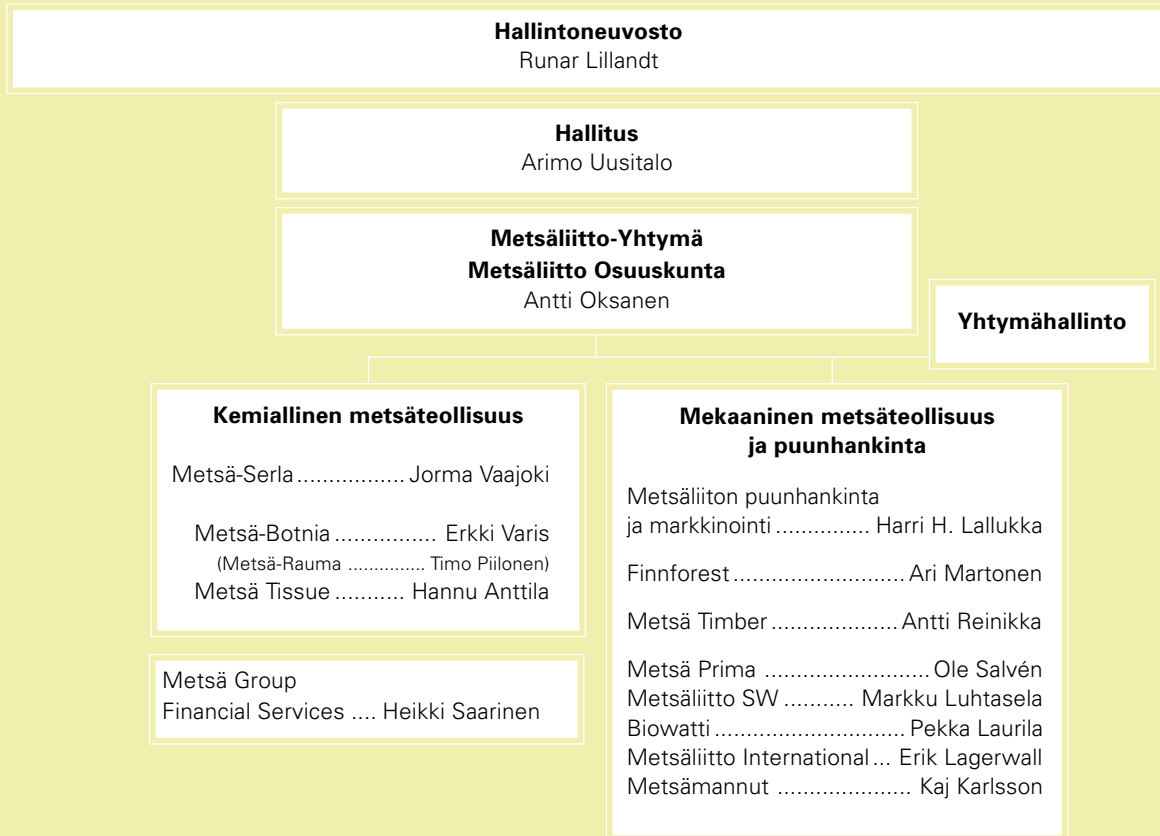 Hallintoneuvosto
Runar Lillandt
Hallitus
Arimo Uusitalo
Metsäliitto-Yhtymä
Metsäliitto Osuuskunta
Antti Oksanen
Yhtymähallinto
Kemiallinen metsäteollisuus
Metsä-Serla ................. Jorma Vaajoki
Metsä-Botnia ................ Erkki Varis
(Metsä-Rauma .............. Timo Piilonen)
Metsä Tissue ........... Hannu Anttila
Metsä Group
Financial Services .... Heikki Saarinen
Mekaaninen metsäteollisuus
ja puunhankinta
Metsäliiton puunhankinta
ja markkinointi ............... Harri H. Lallukka
Finnforest ........................... Ari Martonen
Metsä Timber .................... Antti Reinikka
Metsä Prima .......................... Ole Salvén
Metsäliitto SW ........... Markku Luhtasela
Biowatti .............................. Pekka Laurila
Metsäliitto International ... Erik Lagerwall
Metsämannut ..................... Kaj Karlsson